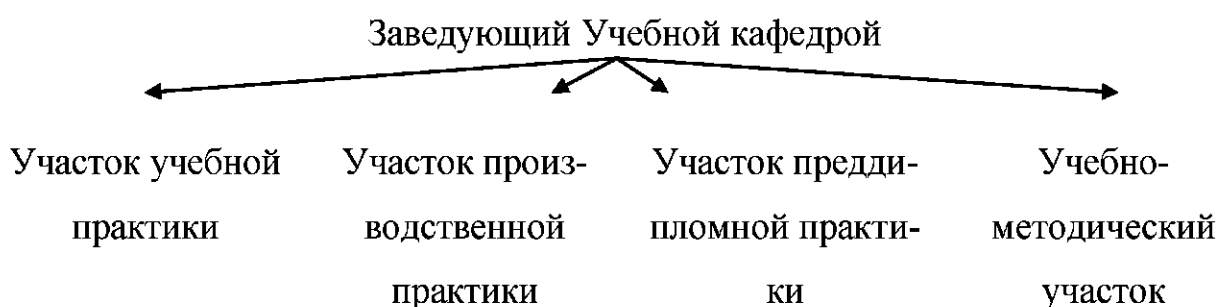 Заведующий Учебной кафедрой
Участок учебной
практики
Участок произ-
водственной
практики
Участок предди-
пломной практи-
ки
Учебно-
методический
участок